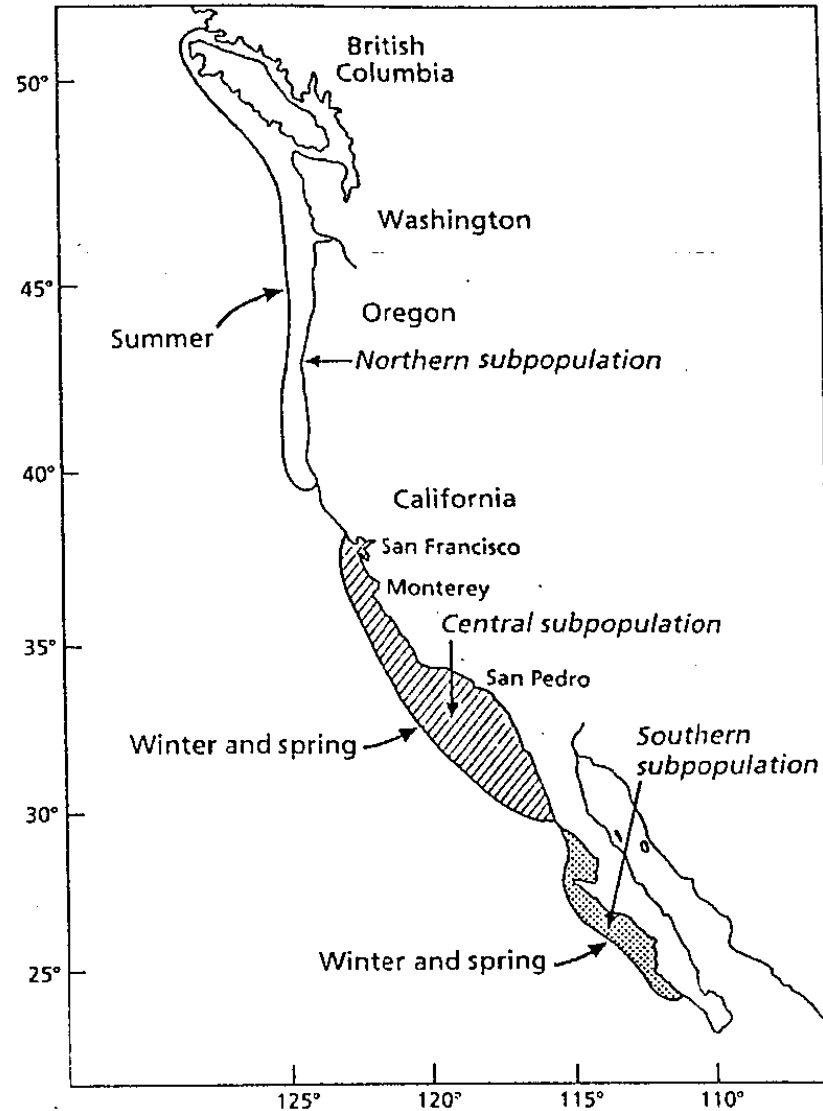 British
Columbia
50°
Washington
45°
Oregon
Summer
Northern subpopulation
40°
California
San Francisco
Monterey
Central subpopulation
35°
San Pedro
Winter and spring
Southern
subpopulation
30°
Winter and spring
25°
125°
120°
115°
110°